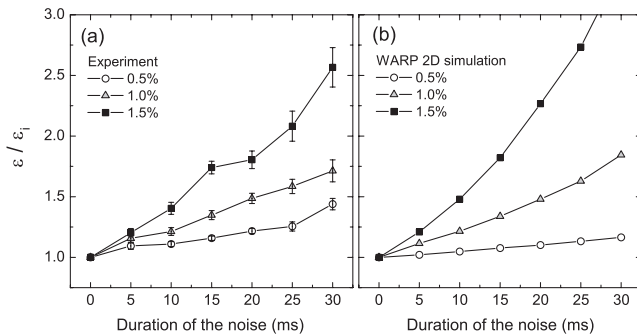 3.0
2.5
2.0
1.5
1.0
ε / εi
(a)
Experiment
0.5%
1.0%
1.5%
0 5 10 15 20 25 30
Duration of the noise (ms)
(b)
WARP 2D simulation
0.5%
1.0%
1.5%
0 5 10 15 20 25 30
Duration of the noise (ms)